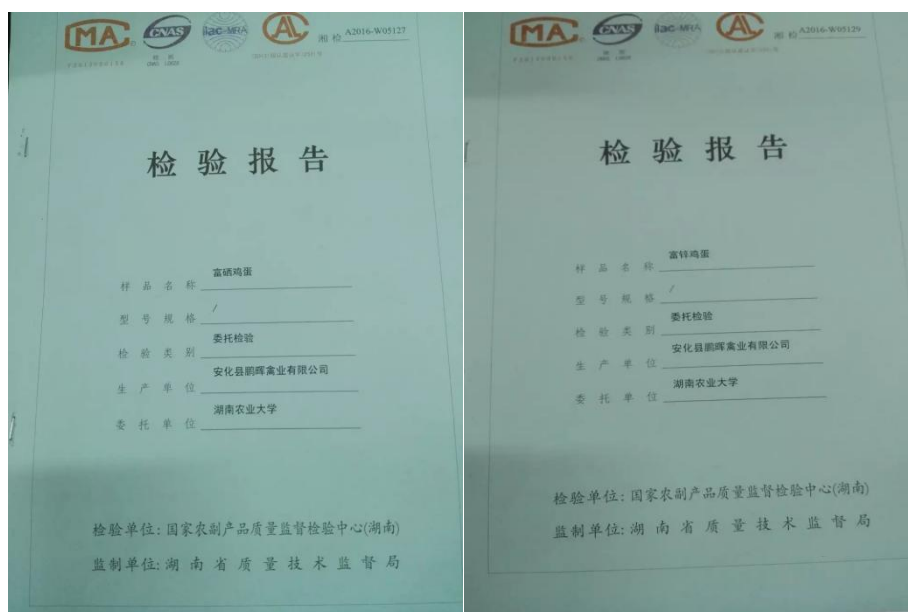 MA
CNAS
ilac-MRA
AL
湘检 A2016-W05127
检验报告
样品名称 富硒鸡蛋
型号规格 /
检验类别 委托检验
生产单位 安化县鹏晖禽业有限公司
委托单位 湖南农业大学
检验单位:国家农副产品质量监督检验中心(湖南)
监制单位:湖南省质量技术监督局
MA
CNAS
ilac-MRA
AL
湘检 A2016-W05129
检验报告
样品名称 富锌鸡蛋
型号规格 /
检验类别 委托检验
生产单位 安化县鹏晖禽业有限公司
委托单位 湖南农业大学
检验单位:国家农副产品质量监督检验中心(湖南)
监制单位:湖南省质量技术监督局